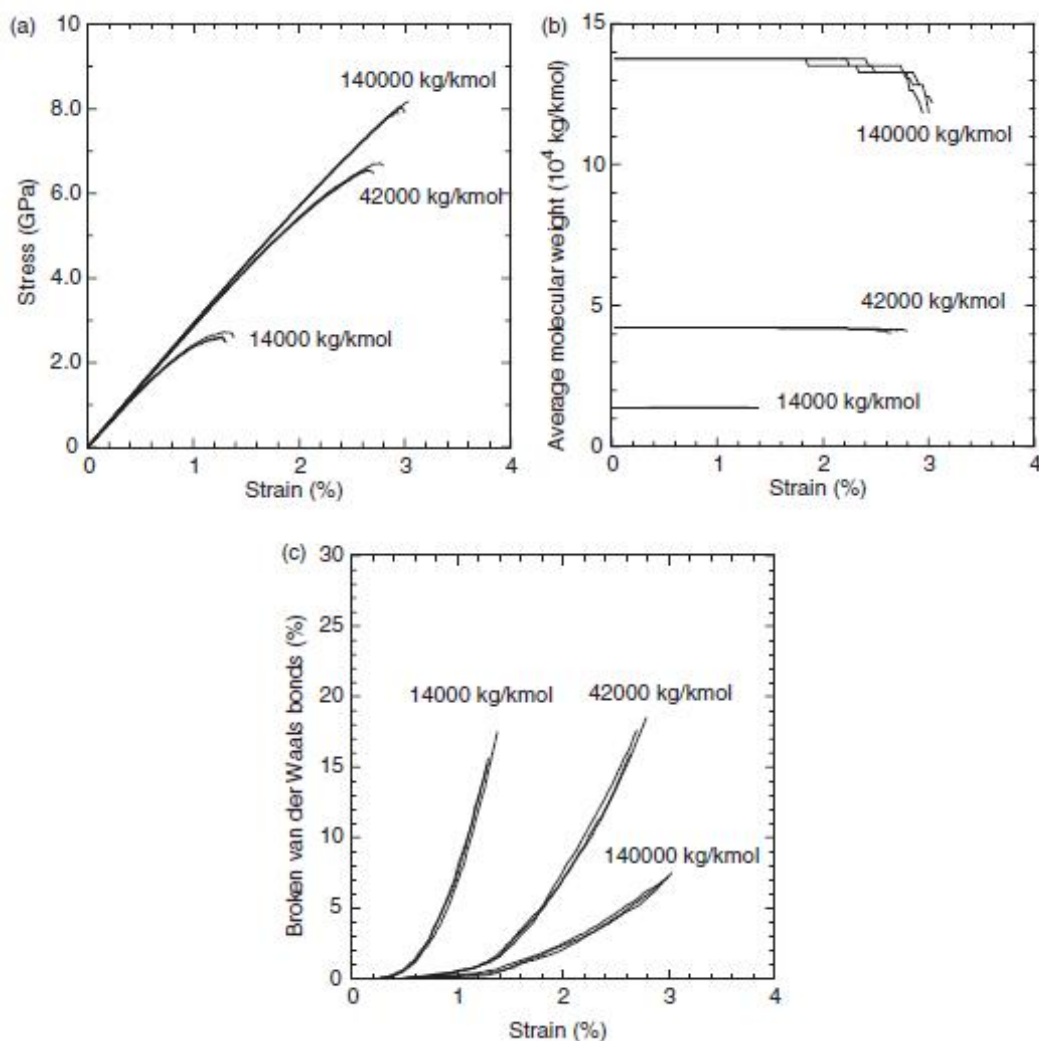 (a)
10
8.0
6.0
4.0
2.0
0
Stress (GPa)
140000 kg/kmol
42000 kg/kmol
14000 kg/kmol
0 1 2 3 4
Strain (%)
(b)
15
10
5
0
Average molecular weight (10⁴ kg/kmol)
140000 kg/kmol
42000 kg/kmol
14000 kg/kmol
0 1 2 3 4
Strain (%)
(c)
30
25
20
15
10
5
0
Broken van der Waals bonds (%)
14000 kg/kmol
42000 kg/kmol
140000 kg/kmol
0 1 2 3 4
Strain (%)